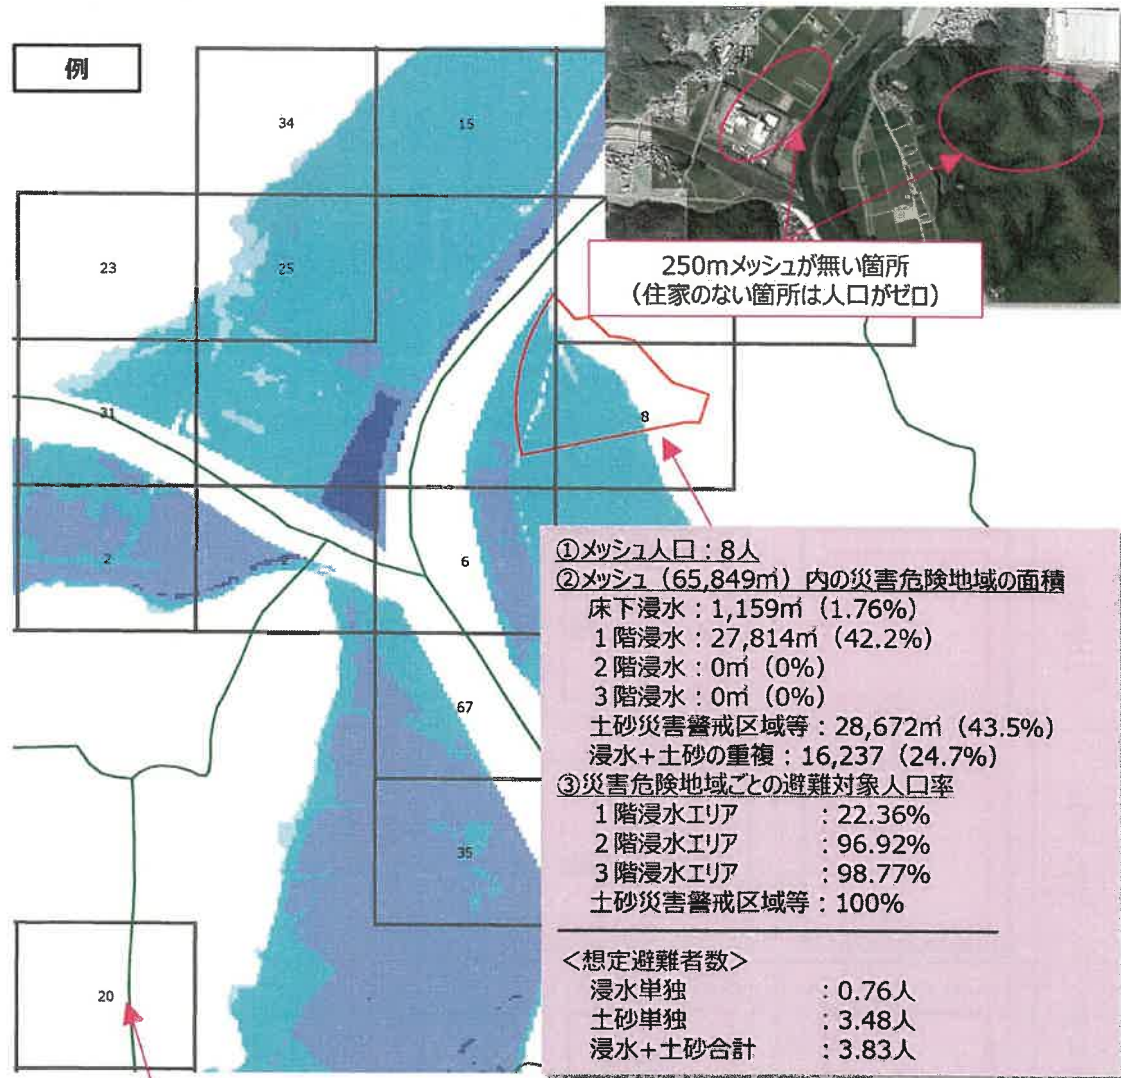 例
34
15
23
25
250mメッシュが無い箇所
（住家のない箇所は人口がゼロ）
31
8
2
6
67
35
20
①メッシュ人口：8人
②メッシュ（65,849㎡）内の災害危険地域の面積
床下浸水：1,159㎡（1.76%）
1階浸水：27,814㎡（42.2%）
2階浸水：0㎡（0%）
3階浸水：0㎡（0%）
土砂災害警戒区域等：28,672㎡（43.5%）
浸水+土砂の重複：16,237（24.7%）
③災害危険地域ごとの避難対象人口率
1階浸水エリア ：22.36%
2階浸水エリア ：96.92%
3階浸水エリア ：98.77%
土砂災害警戒区域等：100%
＜想定避難者数＞
浸水単独 ：0.76人
土砂単独 ：3.48人
浸水+土砂合計 ：3.83人